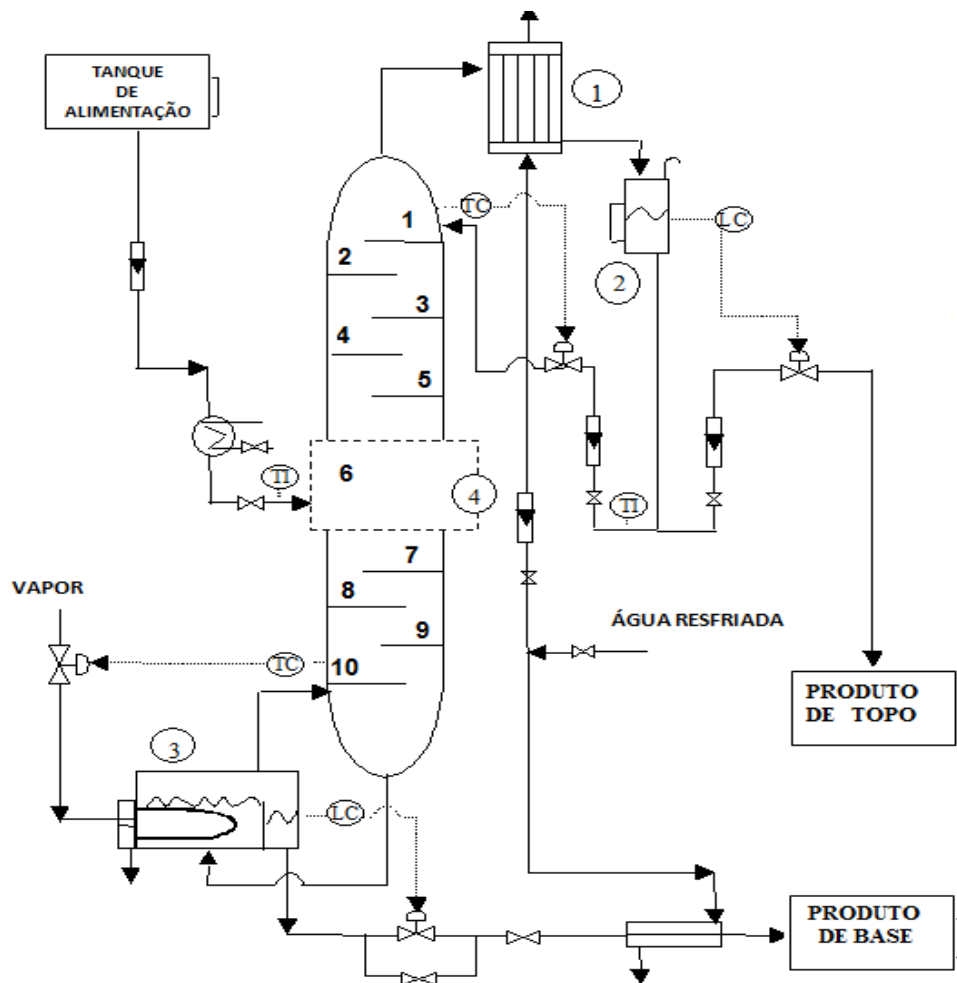 TANQUE
DE
ALIMENTAÇÃO
1
TC
1
2
LC
2
3
4
5
6
TI
4
TI
7
VAPOR
8
ÁGUA RESFRIADA
9
TC
10
PRODUTO
DE TOPO
3
LC
PRODUTO
DE BASE